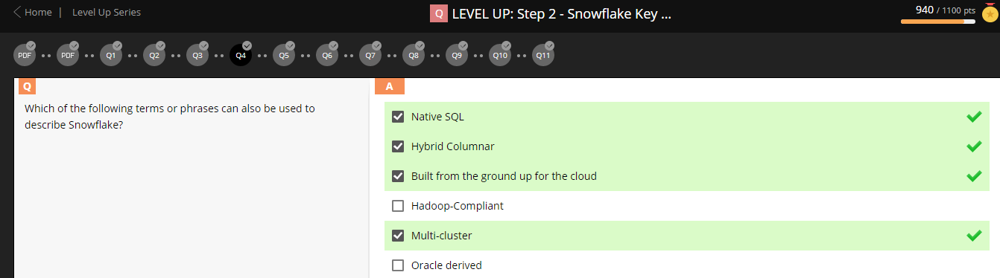 Home | Level Up Series
Q LEVEL UP: Step 2 - Snowflake Key ...
940 / 1100 pts
PDF PDF Q1 Q2 Q3 Q4 Q5 Q6 Q7 Q8 Q9 Q10 Q11
Q
Which of the following terms or phrases can also be used to
describe Snowflake?
A
Native SQL
Hybrid Columnar
Built from the ground up for the cloud
Hadoop-Compliant
Multi-cluster
Oracle derived